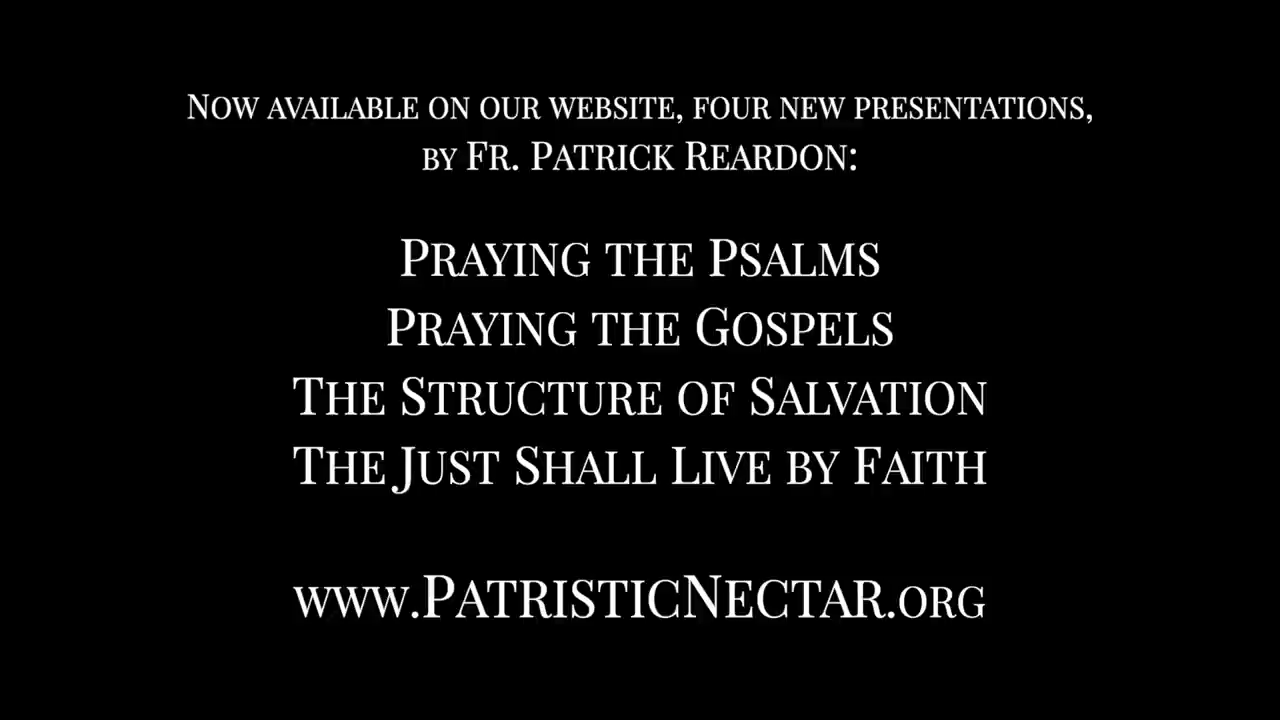 Now available on our website, four new presentations,
by Fr. Patrick Reardon:
Praying the Psalms
Praying the Gospels
The Structure of Salvation
The Just Shall Live by Faith
www.PatristicNectar.org